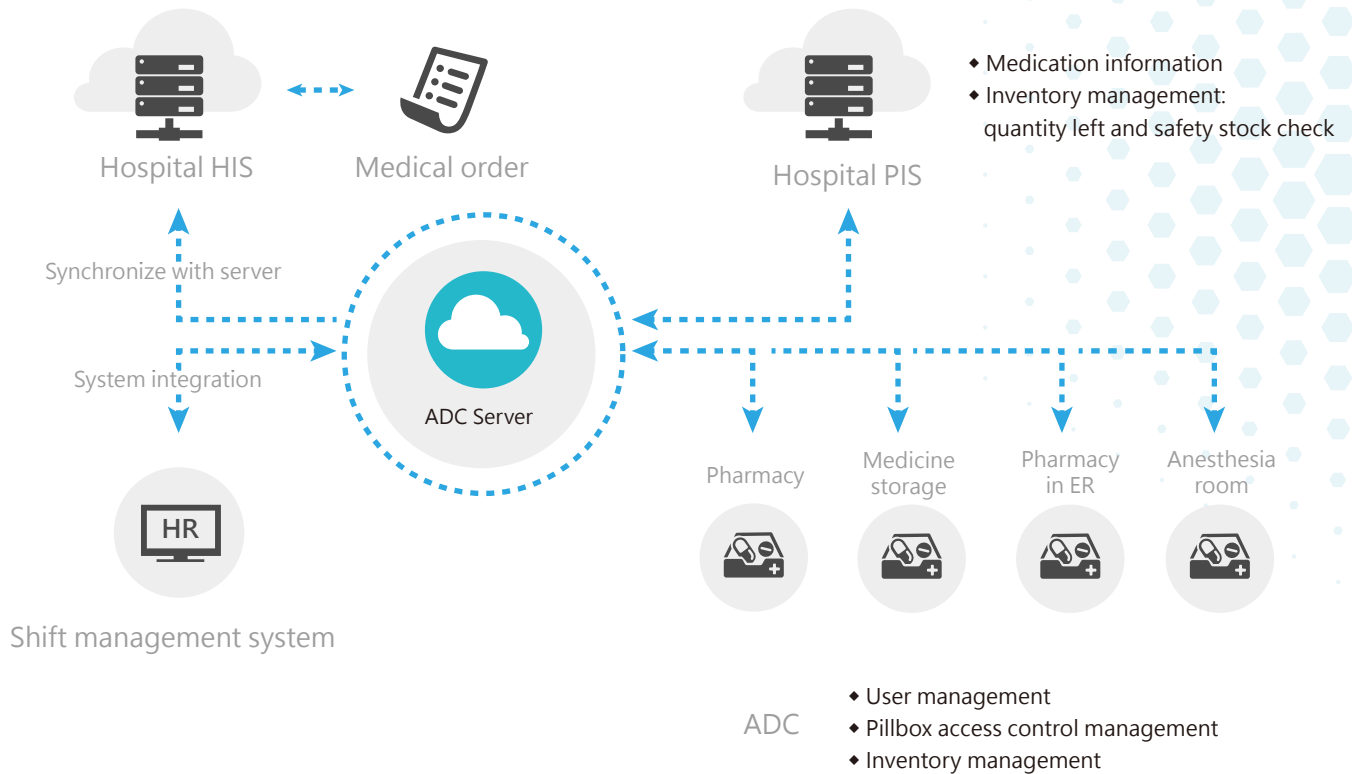 ◆ Medication information
◆ Inventory management:
quantity left and safety stock check
Hospital HIS
Medical order
Hospital PIS
Synchronize with server
System integration
ADC Server
Pharmacy
Medicine
storage
Pharmacy
in ER
Anesthesia
room
HR
Shift management system
ADC
◆ User management
◆ Pillbox access control management
◆ Inventory management